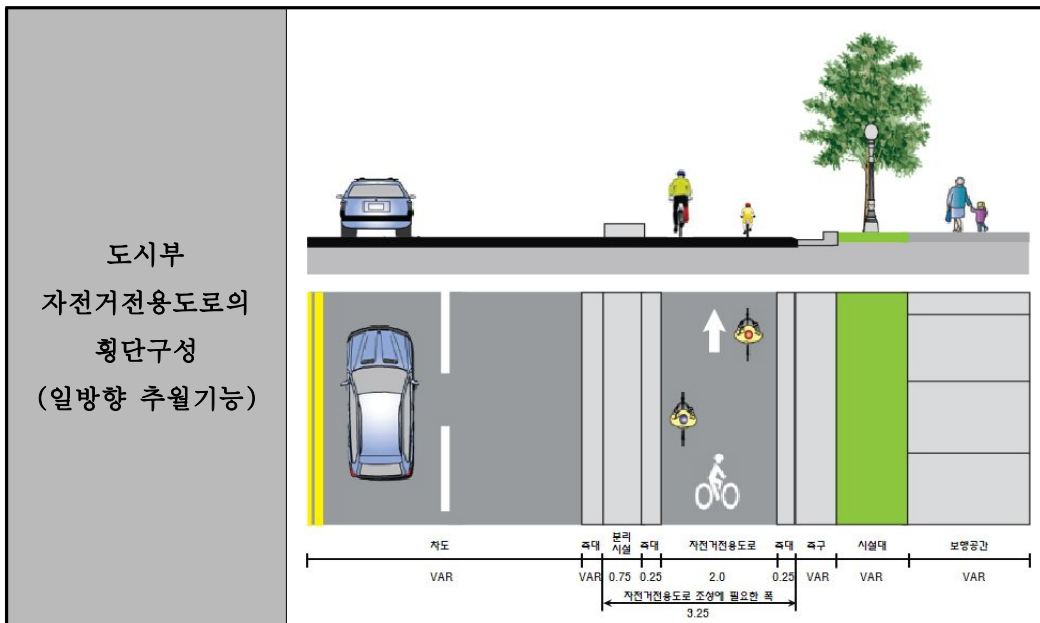 도시부
자전거전용도로의
횡단구성
(일방향 추월기능)
차도 측대 분리 시설 측대 자전거전용도로 측대 측구 시설대 보행공간
VAR VAR 0.75 0.25 2.0 0.25 VAR VAR VAR
자전거전용도로 조성에 필요한 폭
3.25